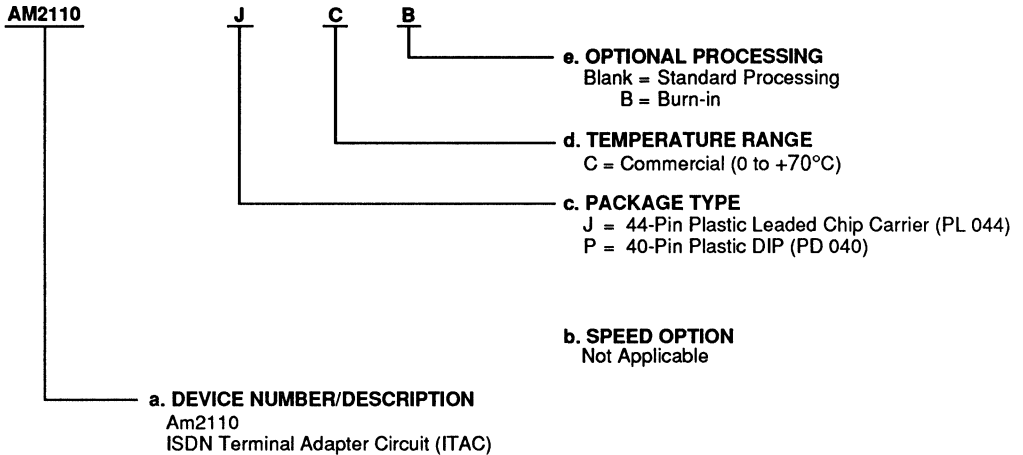 AM2110 J C B
e. OPTIONAL PROCESSING
Blank = Standard Processing
B = Burn-in
d. TEMPERATURE RANGE
C = Commercial (0 to +70°C)
c. PACKAGE TYPE
J = 44-Pin Plastic Leaded Chip Carrier (PL 044)
P = 40-Pin Plastic DIP (PD 040)
b. SPEED OPTION
Not Applicable
a. DEVICE NUMBER/DESCRIPTION
Am2110
ISDN Terminal Adapter Circuit (ITAC)